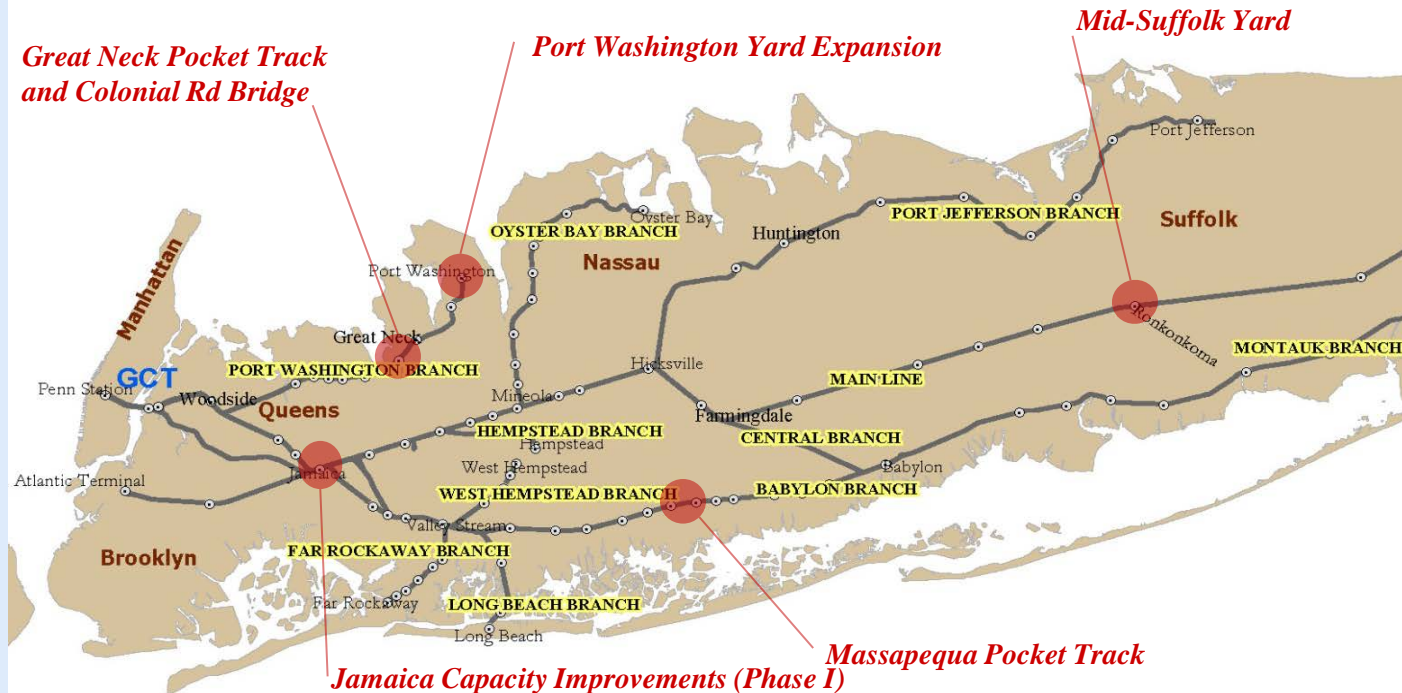 Mid-Suffolk Yard
Port Washington Yard Expansion
Great Neck Pocket Track
and Colonial Rd Bridge
Port Jefferson
PORT JEFFERSON BRANCH
Suffolk
Oyster Bay
OYSTER BAY BRANCH
Huntington
Nassau
Port Washington
Manhattan
Ronkonkoma
Great Neck
MONTAUK BRANCH
PORT WASHINGTON BRANCH
Hicksville
GCT
MAIN LINE
Penn Station
Woodside
Mineola
Queens
Farmingdale
HEMPSTEAD BRANCH
CENTRAL BRANCH
Hempstead
West Hempstead
Babylon
Jamaica
Atlantic Terminal
WEST HEMPSTEAD BRANCH
BABYLON BRANCH
Valley Stream
Brooklyn
FAR ROCKAWAY BRANCH
Far Rockaway
LONG BEACH BRANCH
Long Beach
Massapequa Pocket Track
Jamaica Capacity Improvements (Phase I)